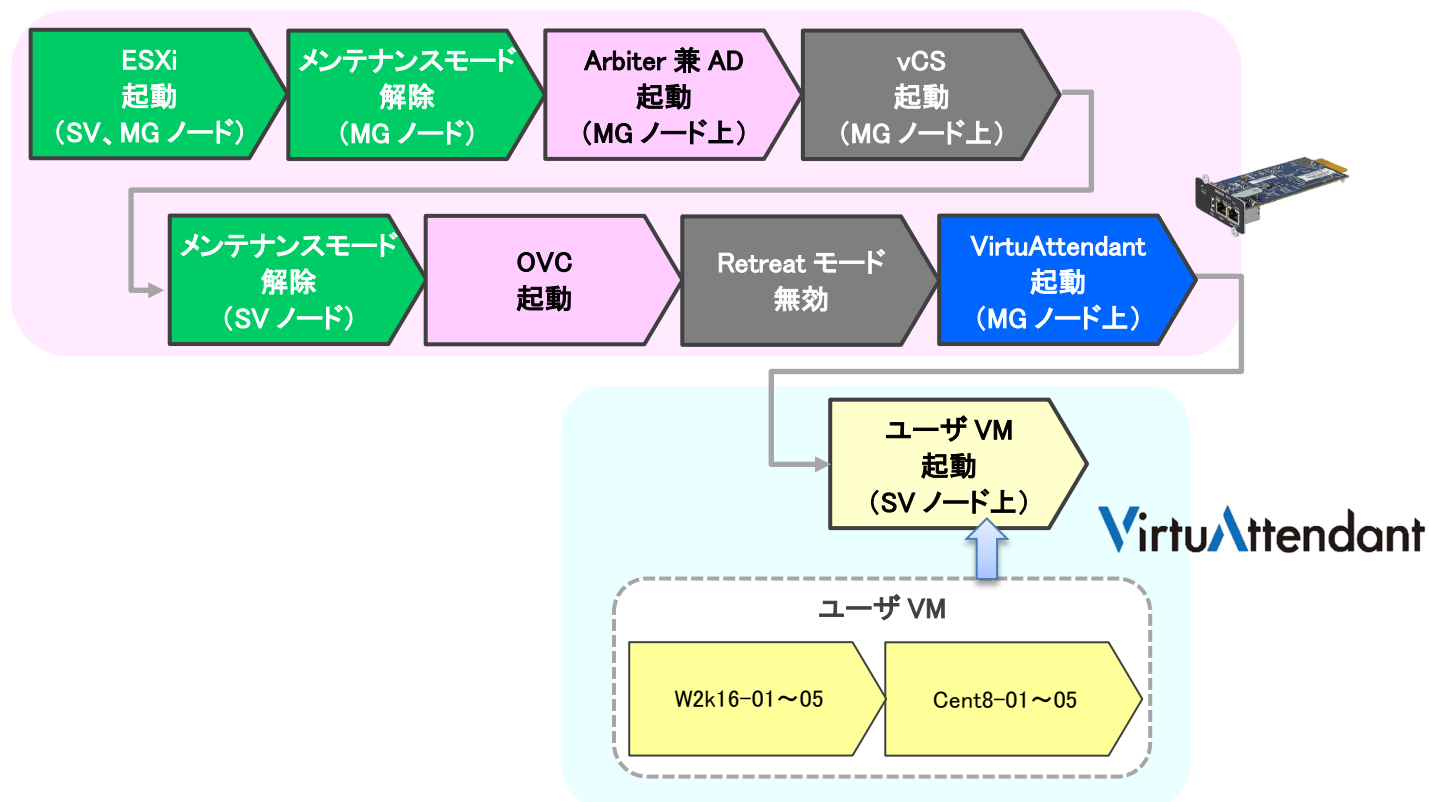 ESXi
起動
（SV、MG ノード）
メンテナンスモード
解除
（MG ノード）
Arbiter 兼 AD
起動
（MG ノード上）
vCS
起動
（MG ノード上）
メンテナンスモード
解除
（SV ノード）
OVC
起動
Retreat モード
無効
VirtuAttendant
起動
（MG ノード上）
ユーザ VM
起動
（SV ノード上）
VirtuAttendant
ユーザ VM
W2k16-01～05
Cent8-01～05